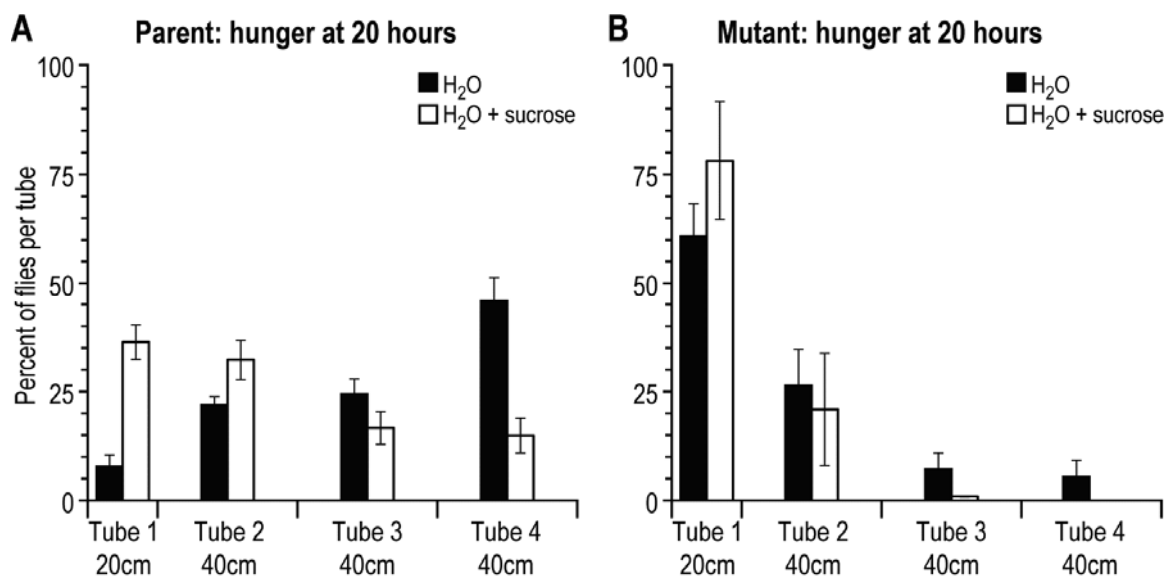 A Parent: hunger at 20 hours
H₂O
H₂O + sucrose
Percent of flies per tube
100
75
50
25
0
Tube 1 Tube 2 Tube 3 Tube 4
20cm 40cm 40cm 40cm
B Mutant: hunger at 20 hours
H₂O
H₂O + sucrose
100
75
50
25
0
Tube 1 Tube 2 Tube 3 Tube 4
20cm 40cm 40cm 40cm